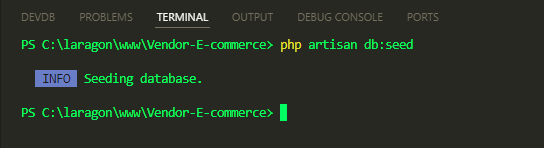 DEVDB PROBLEMS TERMINAL OUTPUT DEBUG CONSOLE PORTS
PS C:\laragon\www\Vendor-E-commerce> php artisan db:seed
INFO Seeding database.
PS C:\laragon\www\Vendor-E-commerce>